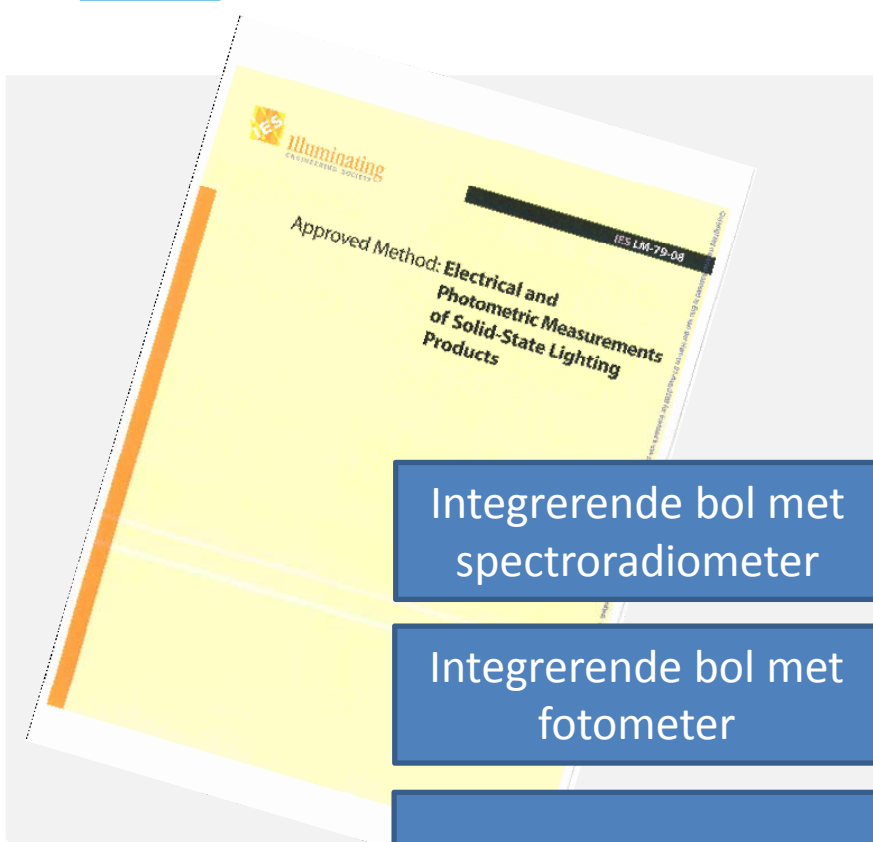 IES
Illuminating
ENGINEERING SOCIETY
IES LM-79-08
Approved Method: Electrical and
Photometric Measurements
of Solid-State Lighting
Products
Integrerende bol met
spectroradiometer
Integrerende bol met
fotometer